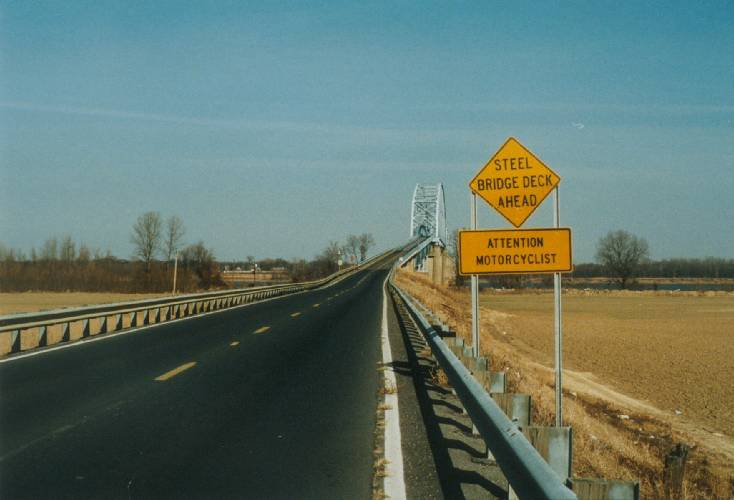 STEEL
BRIDGE DECK
AHEAD
ATTENTION
MOTORCYCLIST